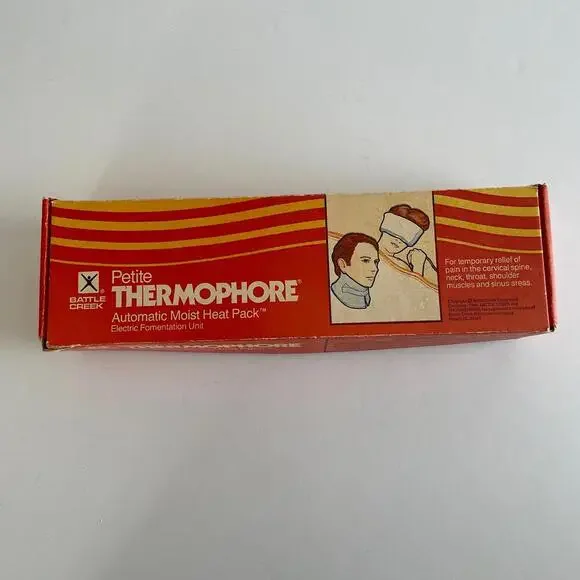 BATTLE
CREEK
Petite
THERMOPHORE®
Automatic Moist Heat Pack™
Electric Fomentation Unit
For temporary relief of
pain in the cervical spine,
neck, throat, shoulder
muscles and sinus areas.
THERMOPHORE